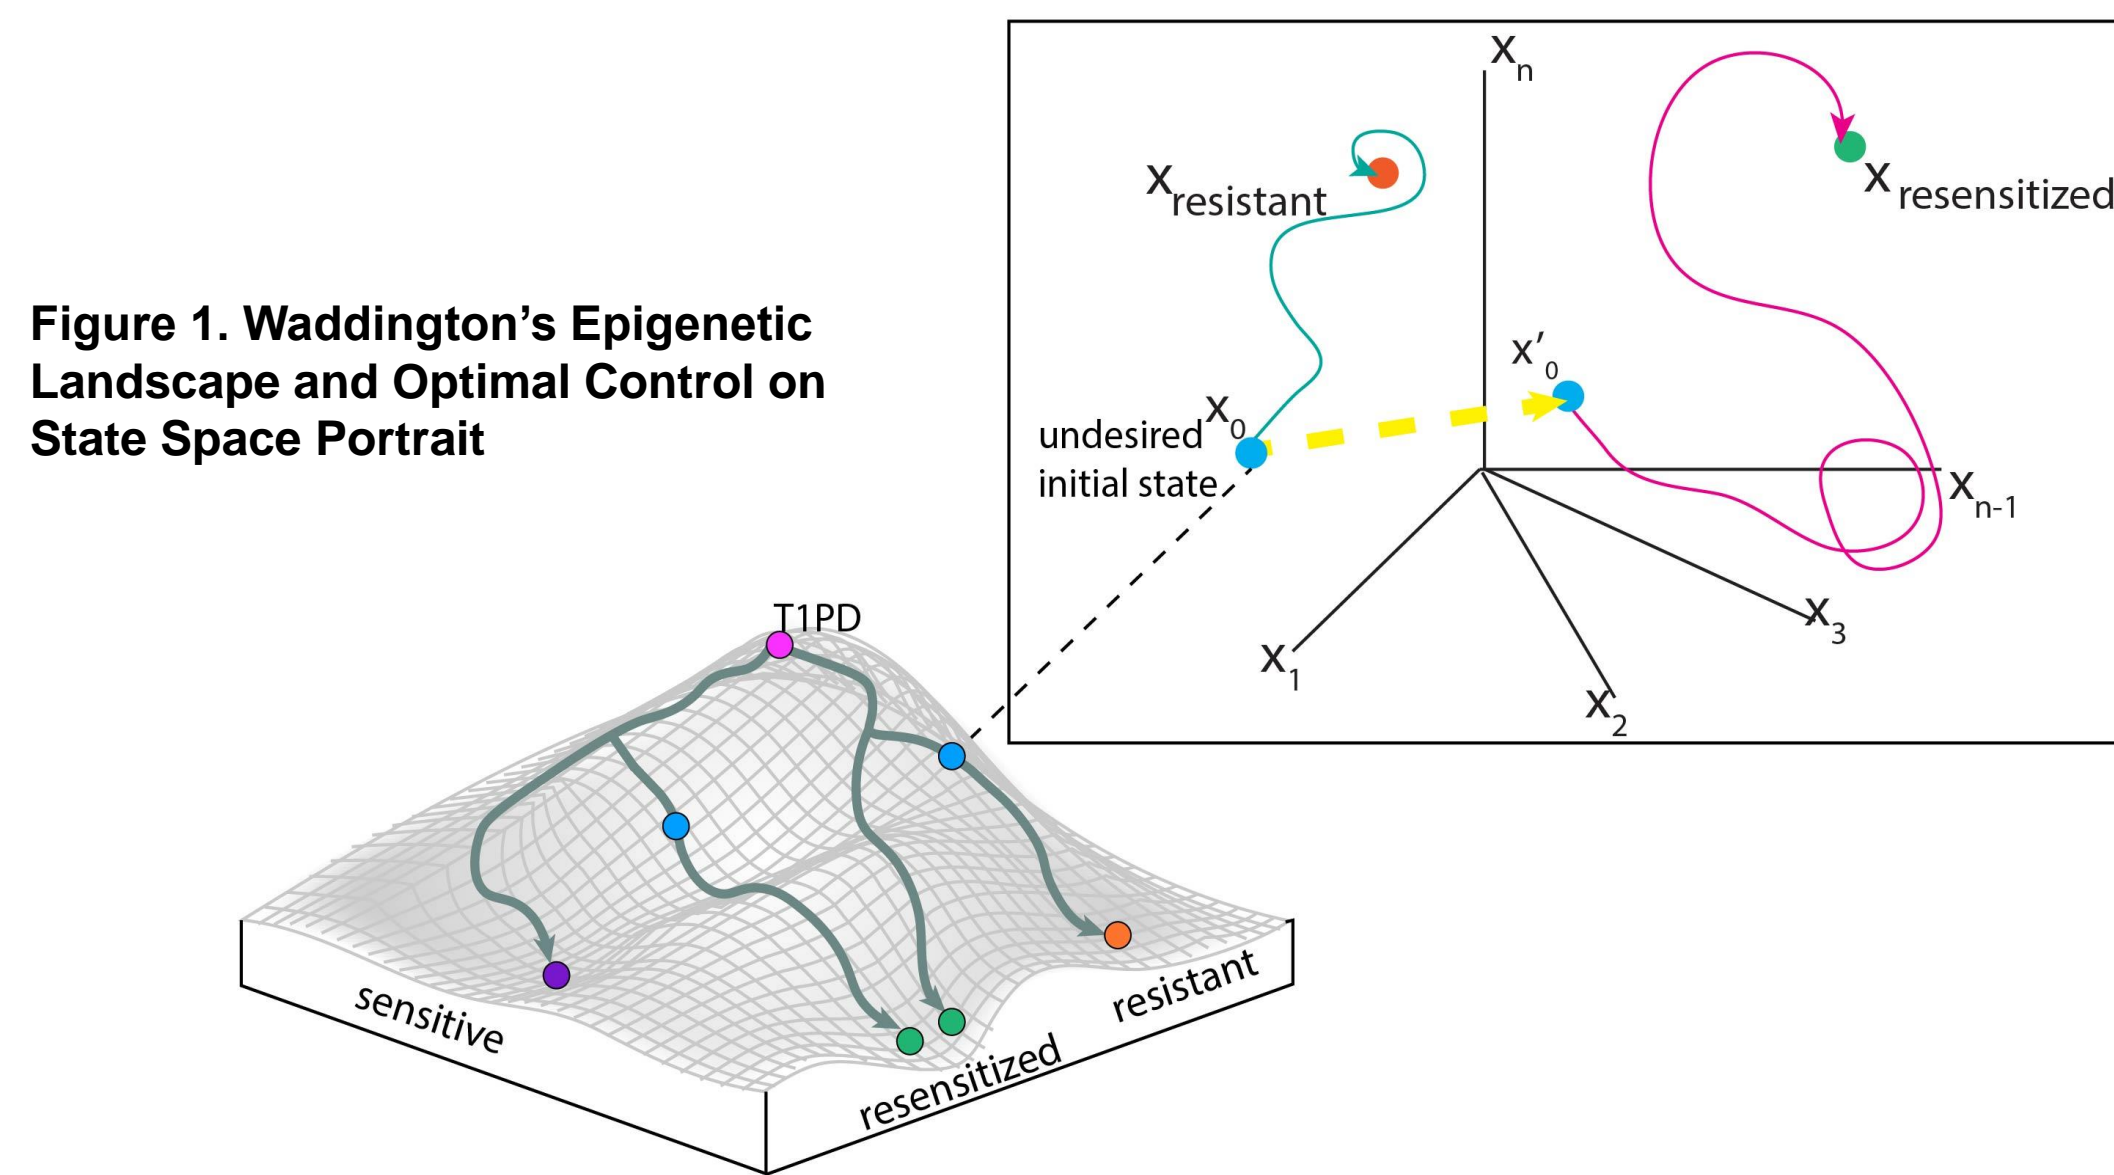 Figure 1. Waddington’s Epigenetic
Landscape and Optimal Control on
State Space Portrait
xn
xresistant
x resensitized
x’0
x0
undesired
initial state
xn-1
x1
x2
x3
T1PD
sensitive
resensitized
resistant